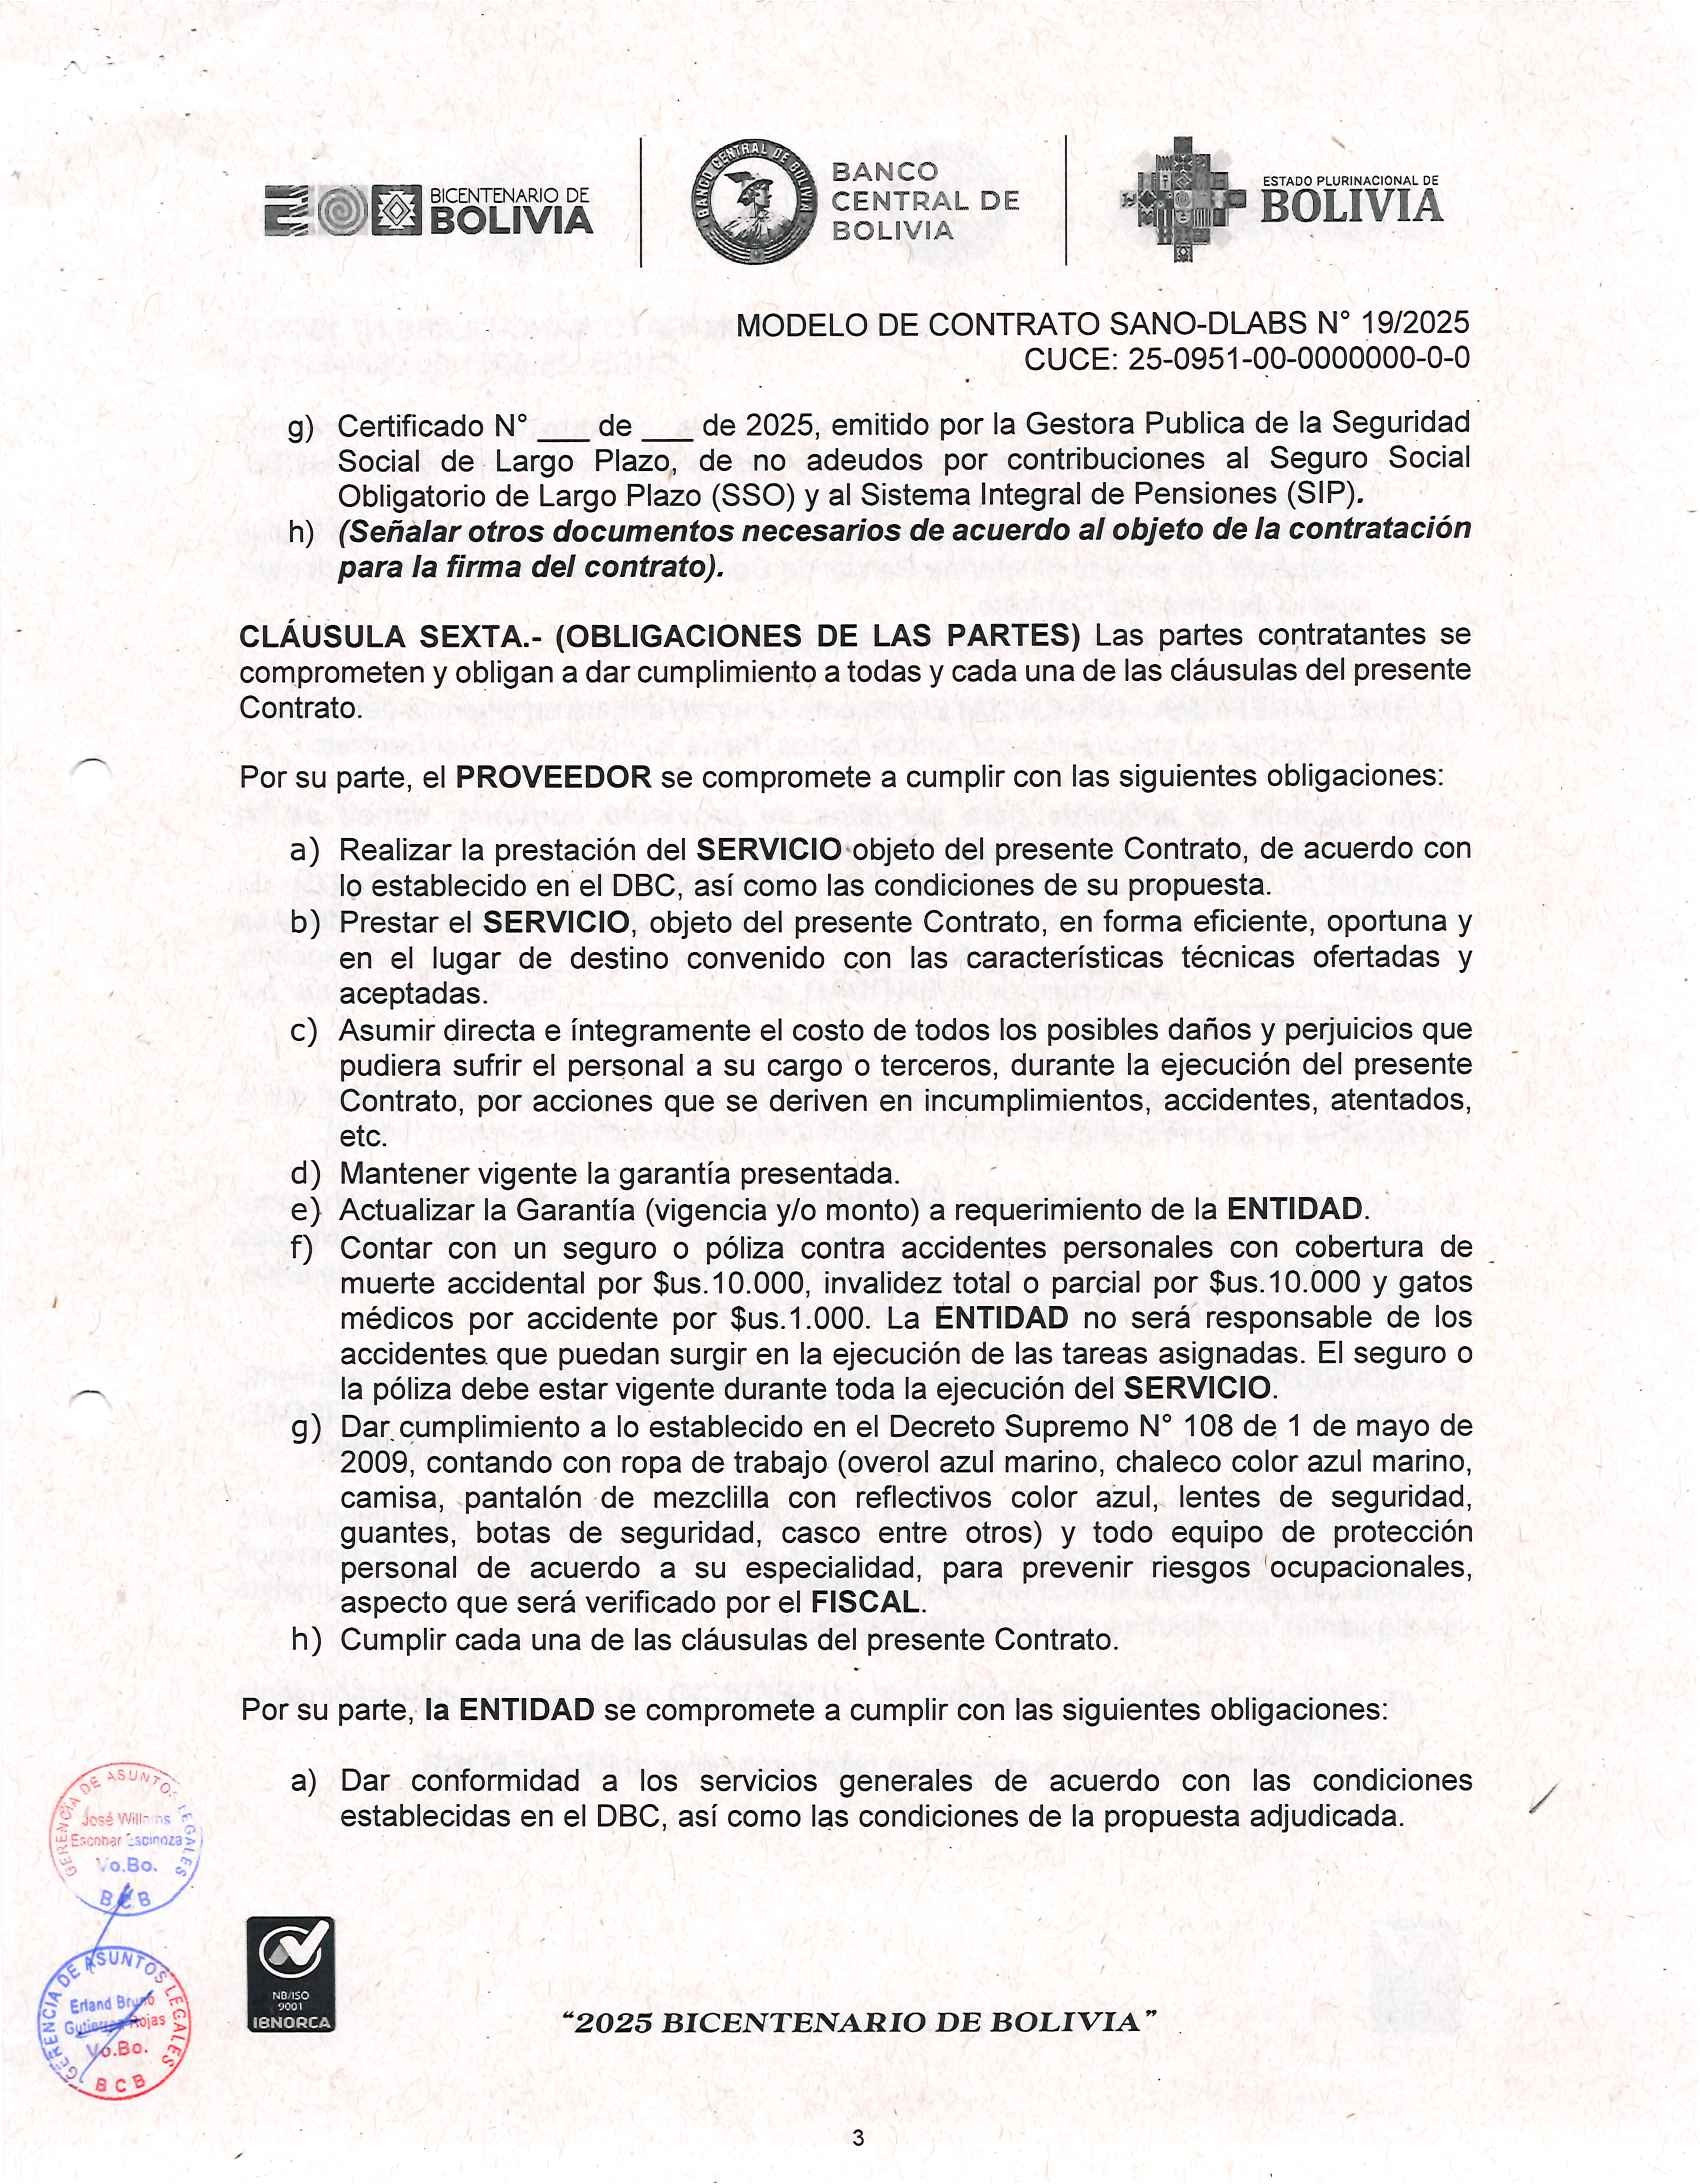 BICENTENARIO DE
BOLIVIA
BANCO CENTRAL DE BOLIVIA
BANCO
CENTRAL DE
BOLIVIA
ESTADO PLURINACIONAL DE
BOLIVIA
MODELO DE CONTRATO SANO-DLABS N° 19/2025
CUCE: 25-0951-00-0000000-0-0
g) Certificado N° ___ de ___ de 2025, emitido por la Gestora Publica de la Seguridad
Social de Largo Plazo, de no adeudos por contribuciones al Seguro Social
Obligatorio de Largo Plazo (SSO) y al Sistema Integral de Pensiones (SIP).
h) (Señalar otros documentos necesarios de acuerdo al objeto de la contratación
para la firma del contrato).
CLÁUSULA SEXTA.- (OBLIGACIONES DE LAS PARTES) Las partes contratantes se
comprometen y obligan a dar cumplimiento a todas y cada una de las cláusulas del presente
Contrato.
Por su parte, el PROVEEDOR se compromete a cumplir con las siguientes obligaciones:
a) Realizar la prestación del SERVICIO objeto del presente Contrato, de acuerdo con
lo establecido en el DBC, así como las condiciones de su propuesta.
b) Prestar el SERVICIO, objeto del presente Contrato, en forma eficiente, oportuna y
en el lugar de destino convenido con las características técnicas ofertadas y
aceptadas.
c) Asumir directa e íntegramente el costo de todos los posibles daños y perjuicios que
pudiera sufrir el personal a su cargo o terceros, durante la ejecución del presente
Contrato, por acciones que se deriven en incumplimientos, accidentes, atentados,
etc.
d) Mantener vigente la garantía presentada.
e) Actualizar la Garantía (vigencia y/o monto) a requerimiento de la ENTIDAD.
f) Contar con un seguro o póliza contra accidentes personales con cobertura de
muerte accidental por $us.10.000, invalidez total o parcial por $us.10.000 y gatos
médicos por accidente por $us.1.000. La ENTIDAD no será responsable de los
accidentes que puedan surgir en la ejecución de las tareas asignadas. El seguro o
la póliza debe estar vigente durante toda la ejecución del SERVICIO.
g) Dar cumplimiento a lo establecido en el Decreto Supremo N° 108 de 1 de mayo de
2009, contando con ropa de trabajo (overol azul marino, chaleco color azul marino,
camisa, pantalón de mezclilla con reflectivos color azul, lentes de seguridad,
guantes, botas de seguridad, casco entre otros) y todo equipo de protección
personal de acuerdo a su especialidad, para prevenir riesgos ocupacionales,
aspecto que será verificado por el FISCAL.
h) Cumplir cada una de las cláusulas del presente Contrato.
Por su parte, la ENTIDAD se compromete a cumplir con las siguientes obligaciones:
a) Dar conformidad a los servicios generales de acuerdo con las condiciones
establecidas en el DBC, así como las condiciones de la propuesta adjudicada.
GERENCIA DE ASUNTOS LEGALES
José Williams
Escobar Espinoza
Vo.Bo.
BCB
GERENCIA DE ASUNTOS LEGALES
Erland Bruno
Gutierrez Rojas
Vo.Bo.
BCB
NB/ISO
9001
IBNORCA
“2025 BICENTENARIO DE BOLIVIA”
3